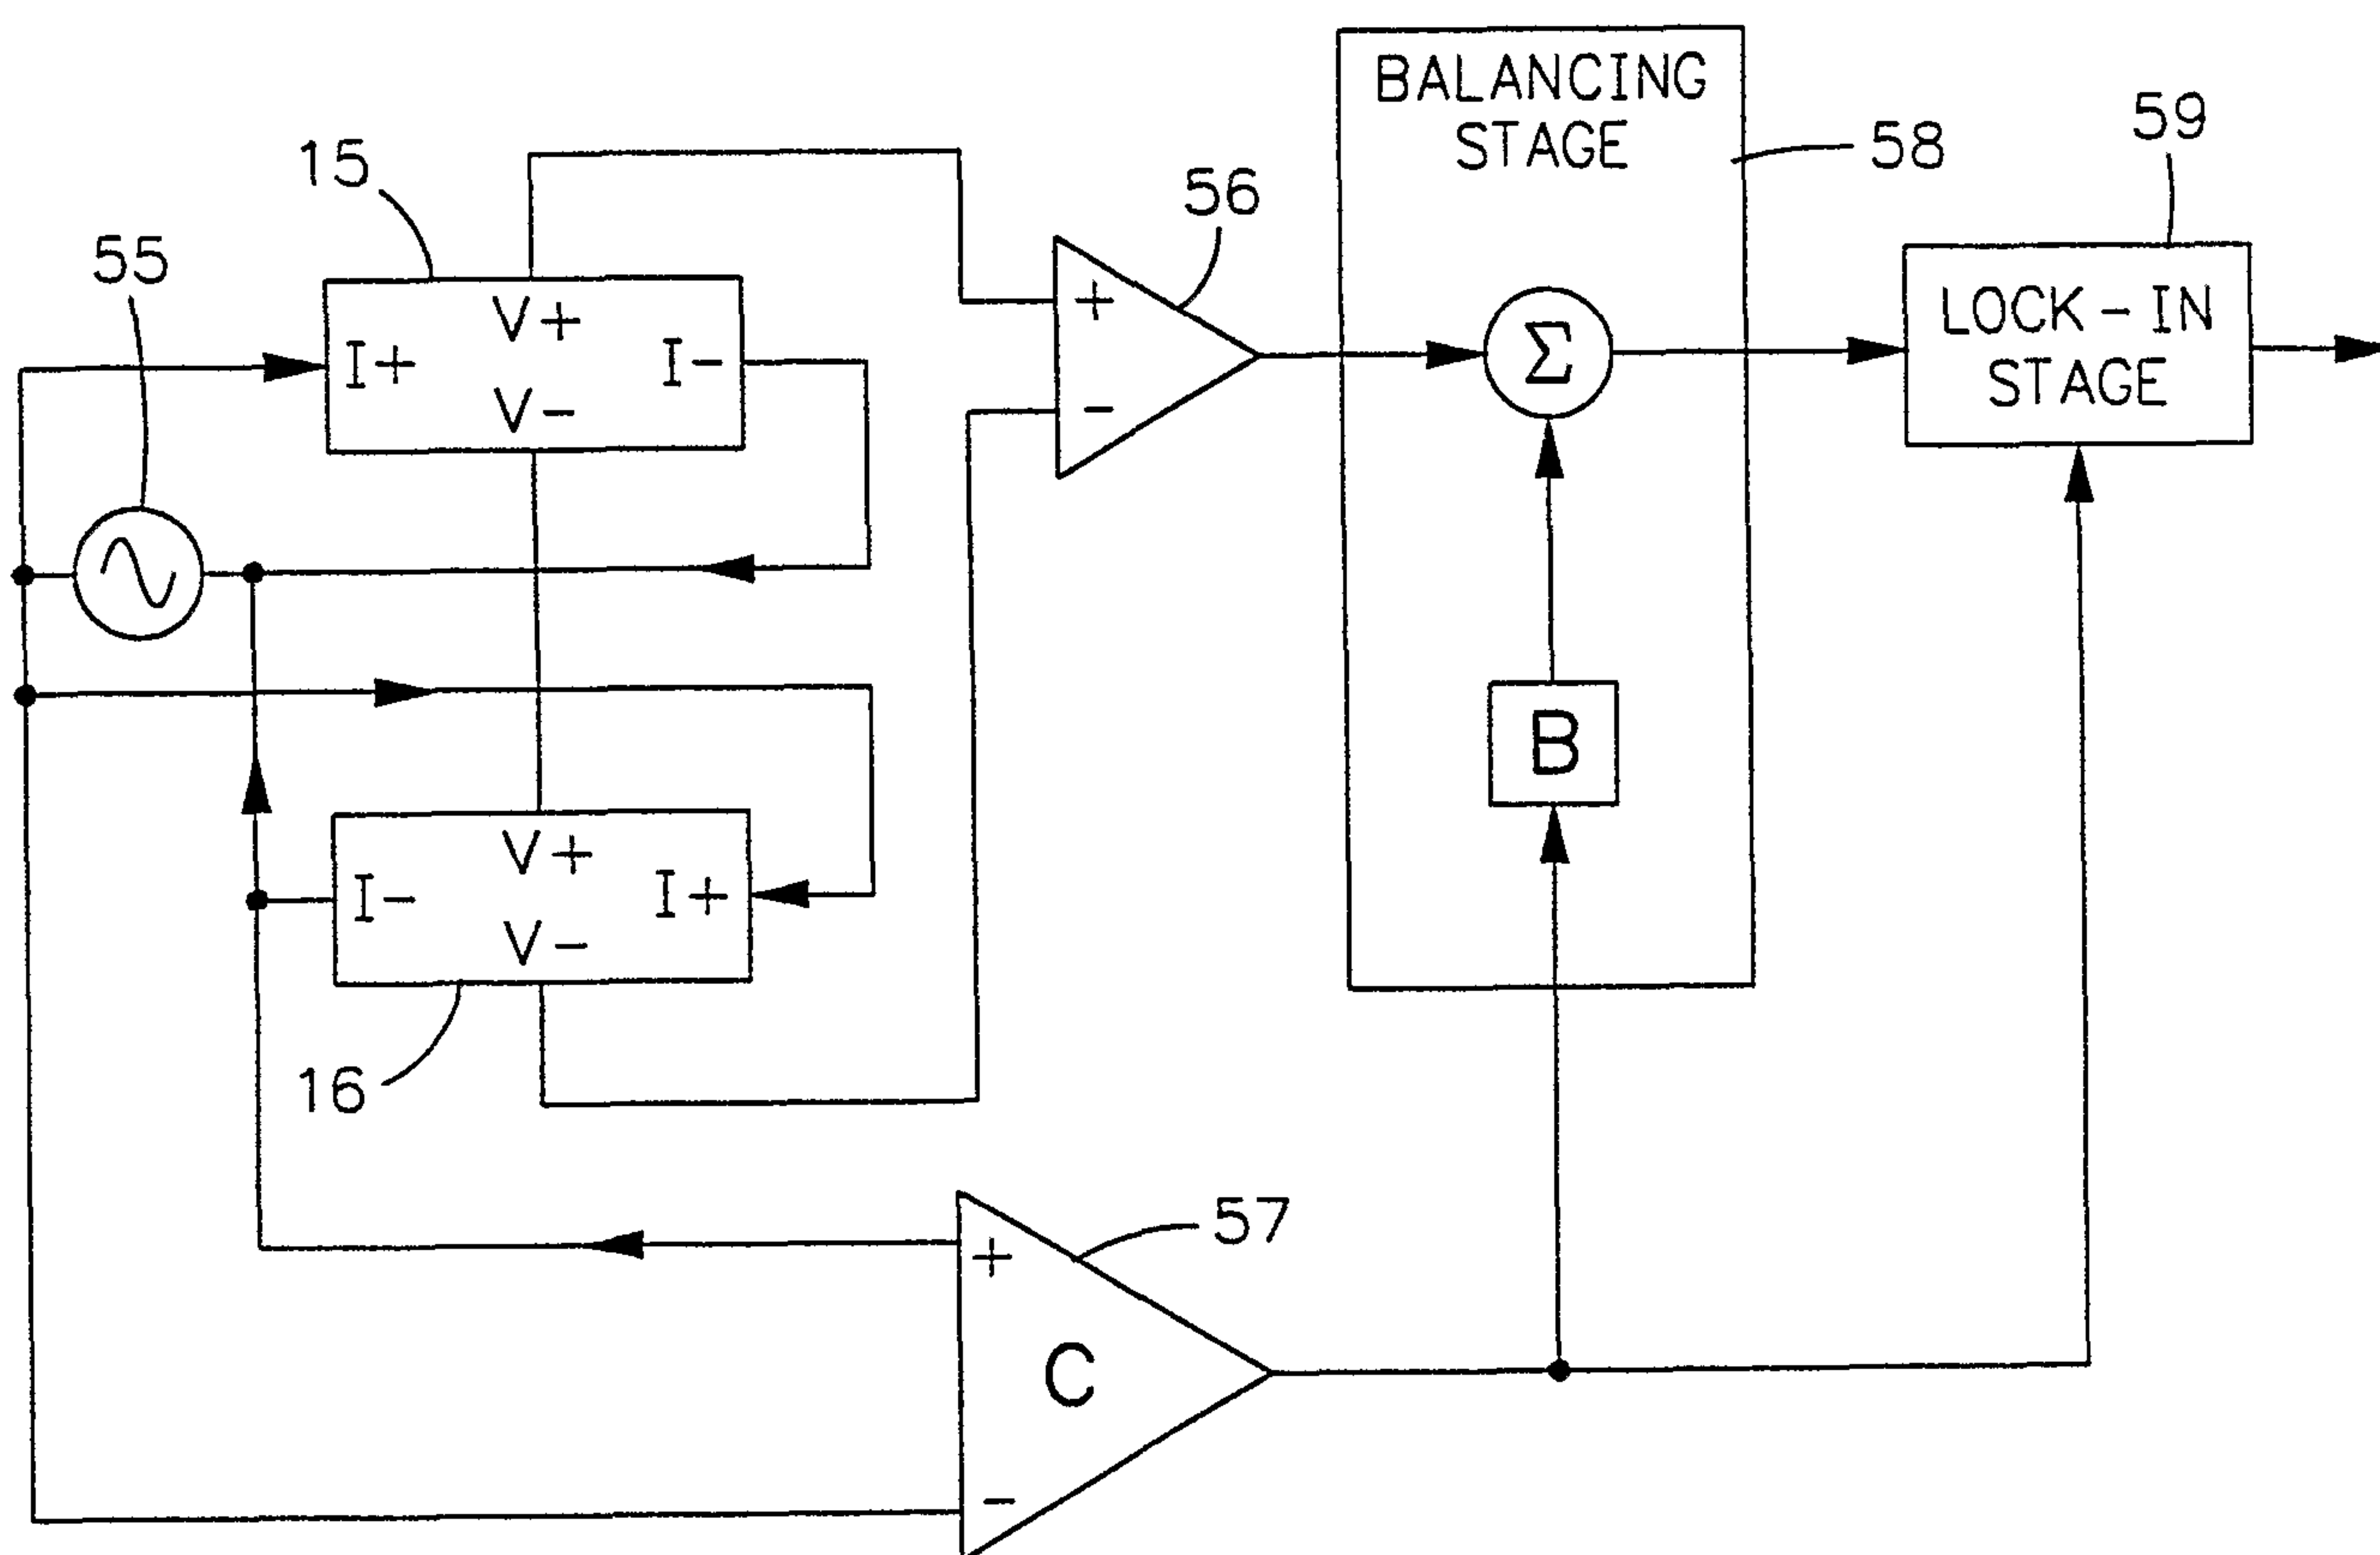 BALANCING
STAGE
58
59
15
56
55
V+
I+
I-
V-
+
-
Σ
LOCK-IN
STAGE
B
V+
I-
I+
V-
16
57
+
C
-